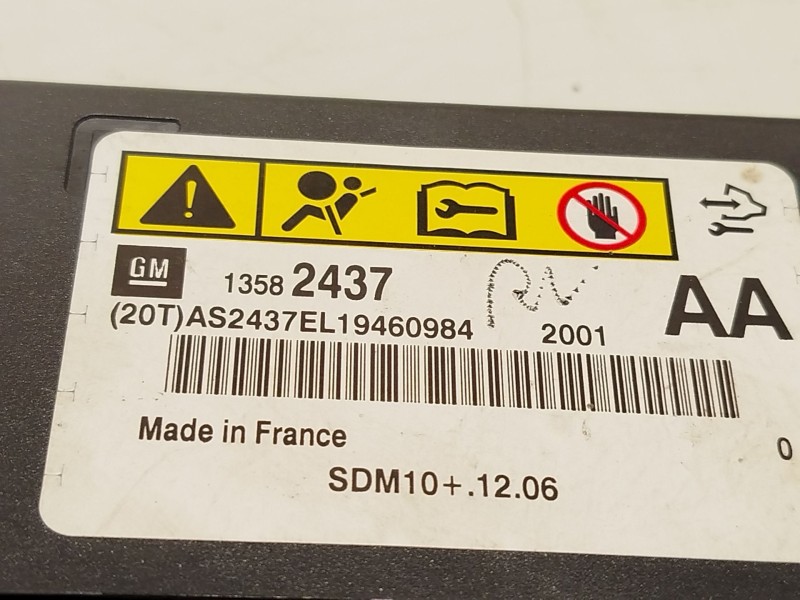 GM 1358 2437 AA
(20T)AS2437EL19460984 2001
Made in France 0
SDM10+.12.06